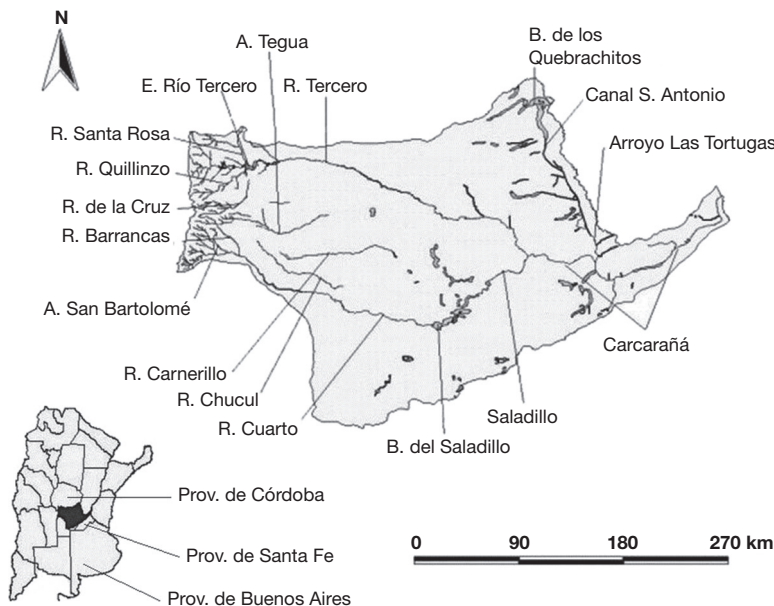 N
A. Tegua
B. de los
Quebrachitos
E. Río Tercero
R. Tercero
Canal S. Antonio
R. Santa Rosa
Arroyo Las Tortugas
R. Quillinzo
R. de la Cruz
R. Barrancas
A. San Bartolomé
Carcarañá
R. Carnerillo
R. Chucul
Saladillo
R. Cuarto
B. del Saladillo
Prov. de Córdoba
Prov. de Santa Fe
Prov. de Buenos Aires
0 90 180 270 km